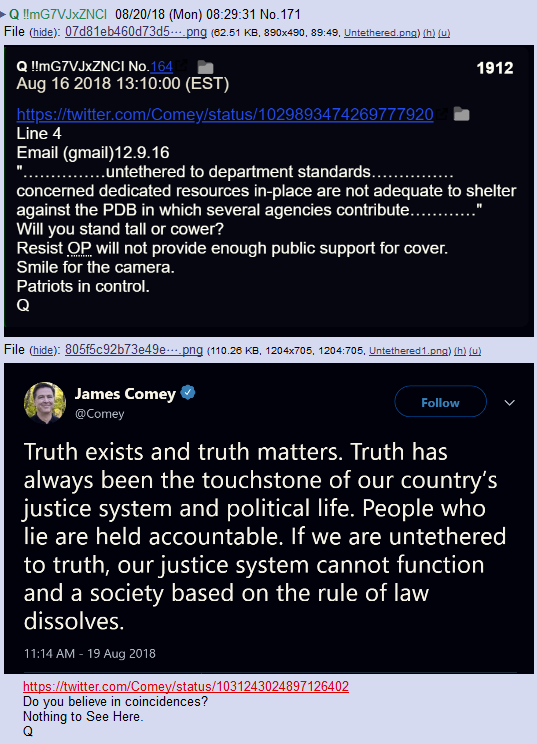 Q !!mG7VJxZNCI 08/20/18 (Mon) 08:29:31 No.171
File (hide): 07d81eb460d73d5⋯.png (62.51 KB, 890x490, 89:49, Untethered.png) (h) (u)
Q !!mG7VJxZNCI No.164 1912
Aug 16 2018 13:10:00 (EST)
https://twitter.com/Comey/status/1029893474269777920
Line 4
Email (gmail)12.9.16
"……………untethered to department standards……………
concerned dedicated resources in-place are not adequate to shelter
against the PDB in which several agencies contribute…………"
Will you stand tall or cower?
Resist OP will not provide enough public support for cover.
Smile for the camera.
Patriots in control.
Q
File (hide): 805f5c92b73e49e⋯.png (110.26 KB, 1204x705, 1204:705, Untethered1.png) (h) (u)
James Comey
@Comey
Follow
Truth exists and truth matters. Truth has
always been the touchstone of our country's
justice system and political life. People who
lie are held accountable. If we are untethered
to truth, our justice system cannot function
and a society based on the rule of law
dissolves.
11:14 AM - 19 Aug 2018
https://twitter.com/Comey/status/1031243024897126402
Do you believe in coincidences?
Nothing to See Here.
Q